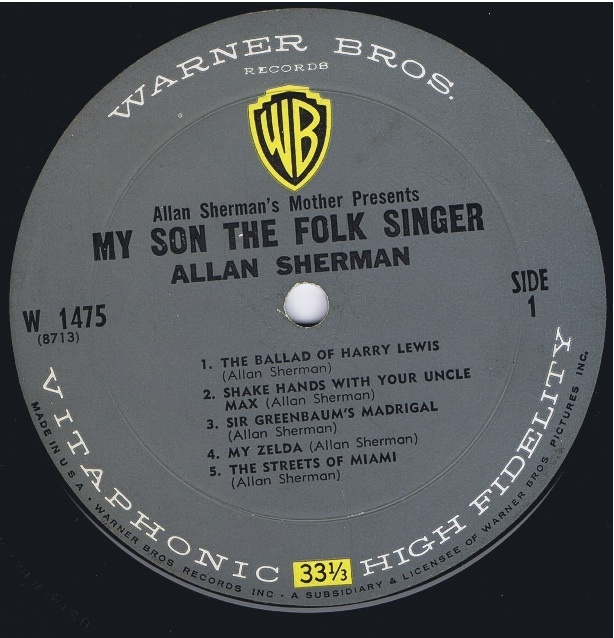 WARNER BROS.
RECORDS
WB
Allan Sherman's Mother Presents
MY SON THE FOLK SINGER
ALLAN SHERMAN
SIDE
1
W 1475
(8713)
1. THE BALLAD OF HARRY LEWIS
(Allan Sherman)
2. SHAKE HANDS WITH YOUR UNCLE
MAX (Allan Sherman)
3. SIR GREENBAUM'S MADRIGAL
(Allan Sherman)
4. MY ZELDA (Allan Sherman)
5. THE STREETS OF MIAMI
(Allan Sherman)
VITAPHONIC 33⅓ HIGH FIDELITY
MADE IN U S A · WARNER BROS RECORDS INC · A SUBSIDIARY & LICENSEE OF WARNER BROS PICTURES INC.